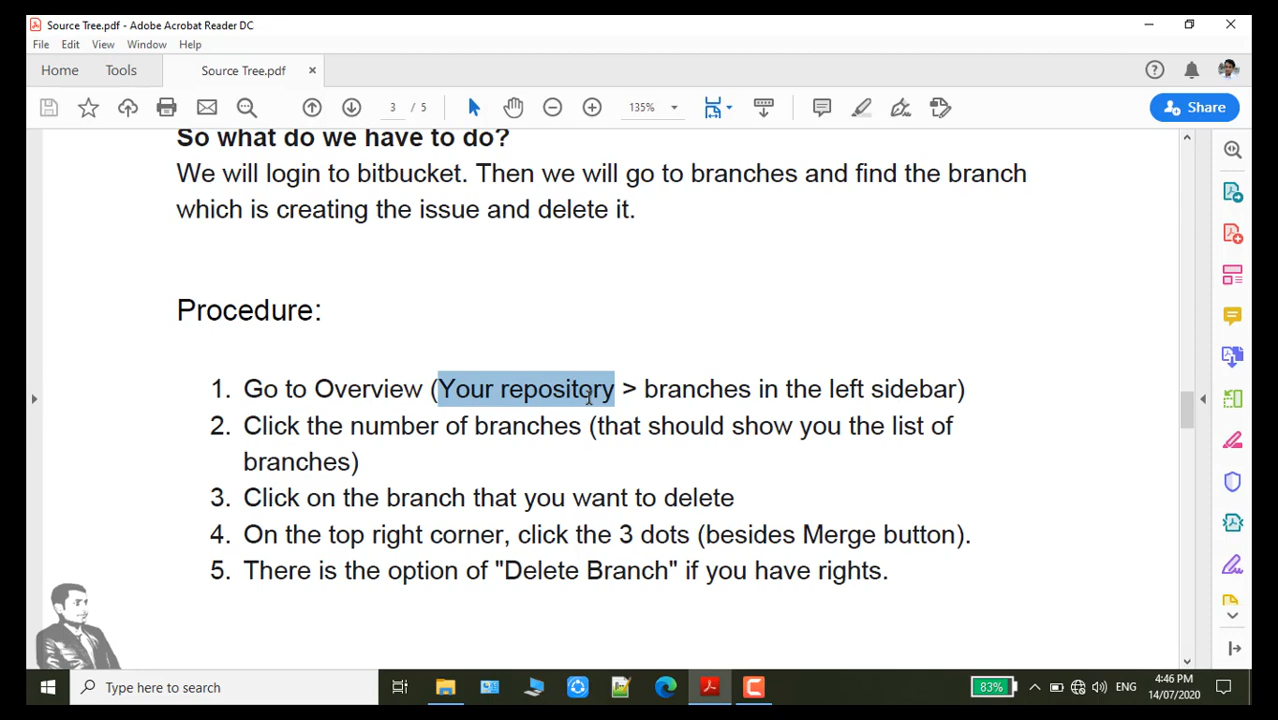 Source Tree.pdf - Adobe Acrobat Reader DC
File Edit View Window Help
Home Tools Source Tree.pdf ×
3 / 5 135% Share
So what do we have to do?
We will login to bitbucket. Then we will go to branches and find the branch
which is creating the issue and delete it.
Procedure:
1. Go to Overview (Your repository > branches in the left sidebar)
2. Click the number of branches (that should show you the list of
branches)
3. Click on the branch that you want to delete
4. On the top right corner, click the 3 dots (besides Merge button).
5. There is the option of "Delete Branch" if you have rights.
Type here to search
83%
ENG
4:46 PM
14/07/2020